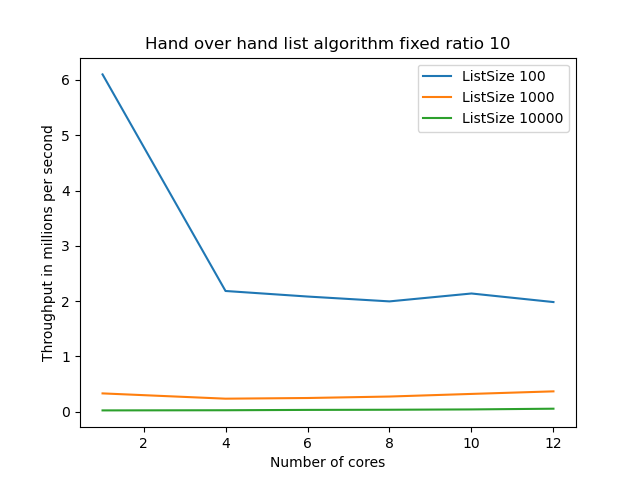 Hand over hand list algorithm fixed ratio 10
ListSize 100
ListSize 1000
ListSize 10000
Throughput in millions per second
6
5
4
3
2
1
0
2 4 6 8 10 12
Number of cores